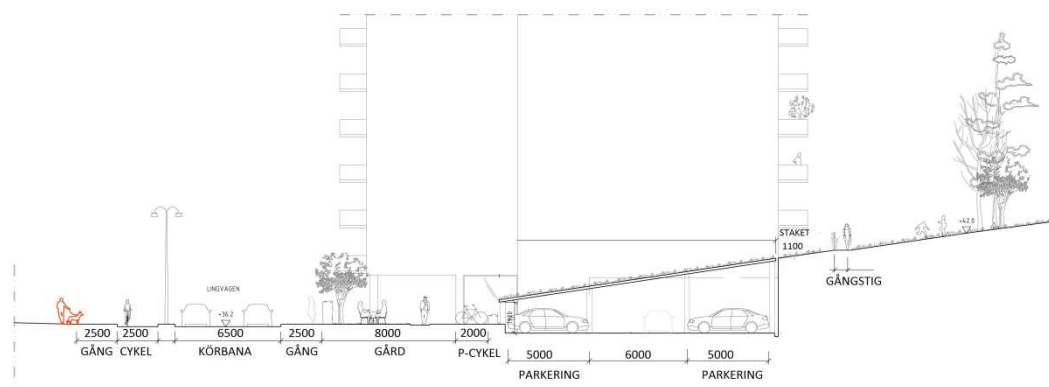 STAKET
1100
+42.0
GÅNGSTIG
LINGVÄGEN
+36.2
2500 2500 6500 2500 8000 2000
GÅNG CYKEL KÖRBANA GÅNG GÅRD P-CYKEL
5000 6000 5000
PARKERING PARKERING